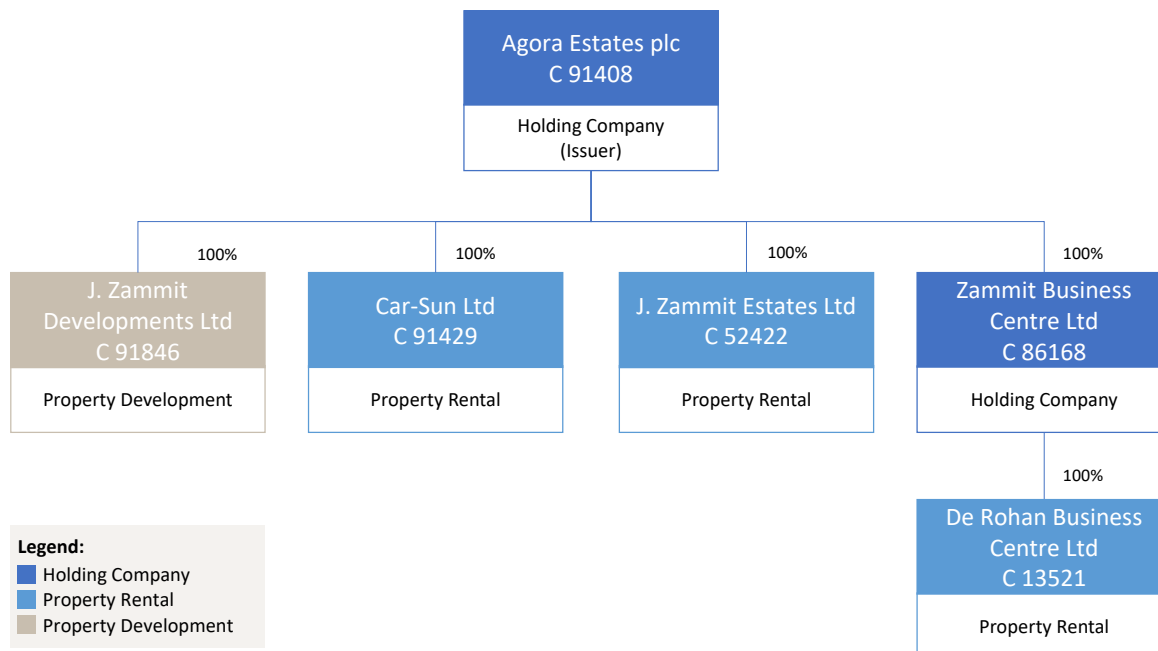 Agora Estates plc
C 91408
Holding Company
(Issuer)
100%
100%
100%
100%
J. Zammit
Developments Ltd
C 91846
Property Development
Car-Sun Ltd
C 91429
Property Rental
J. Zammit Estates Ltd
C 52422
Property Rental
Zammit Business
Centre Ltd
C 86168
Holding Company
100%
De Rohan Business
Centre Ltd
C 13521
Property Rental
Legend:
Holding Company
Property Rental
Property Development